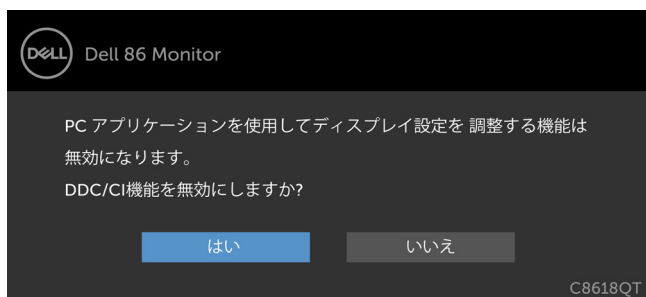 DELL
Dell 86 Monitor
PC アプリケーションを使用してディスプレイ設定を 調整する機能は
無効になります。
DDC/CI機能を無効にしますか?
はい
いいえ
C8618QT